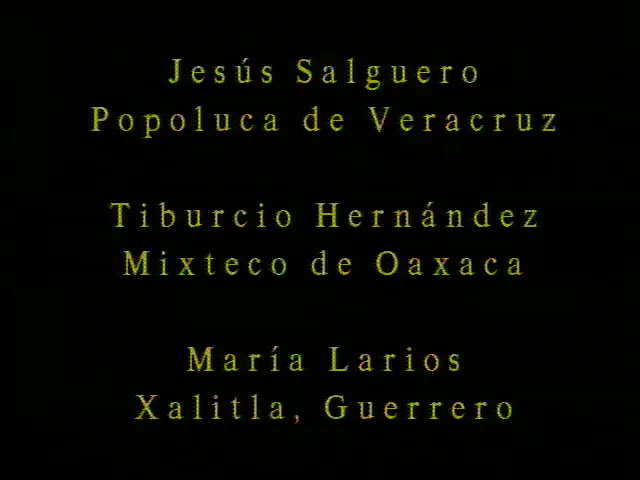 Jesús Salguero
Popoluca de Veracruz
Tiburcio Hernández
Mixteco de Oaxaca
María Larios
Xalitla, Guerrero